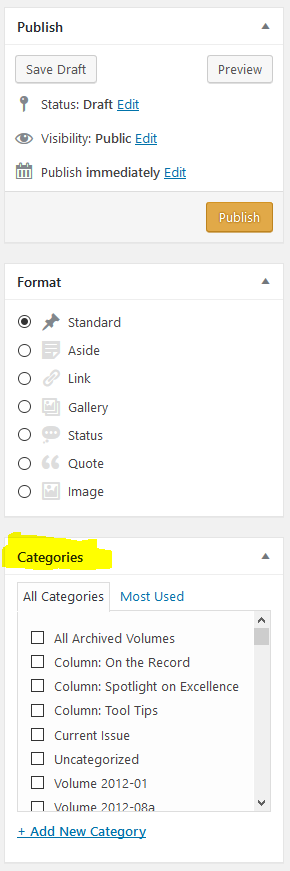 Publish
Save Draft Preview
Status: Draft Edit
Visibility: Public Edit
Publish immediately Edit
Publish
Format
Standard
Aside
Link
Gallery
Status
Quote
Image
Categories
All Categories Most Used
All Archived Volumes
Column: On the Record
Column: Spotlight on Excellence
Column: Tool Tips
Current Issue
Uncategorized
Volume 2012-01
Volume 2012-08a
+ Add New Category